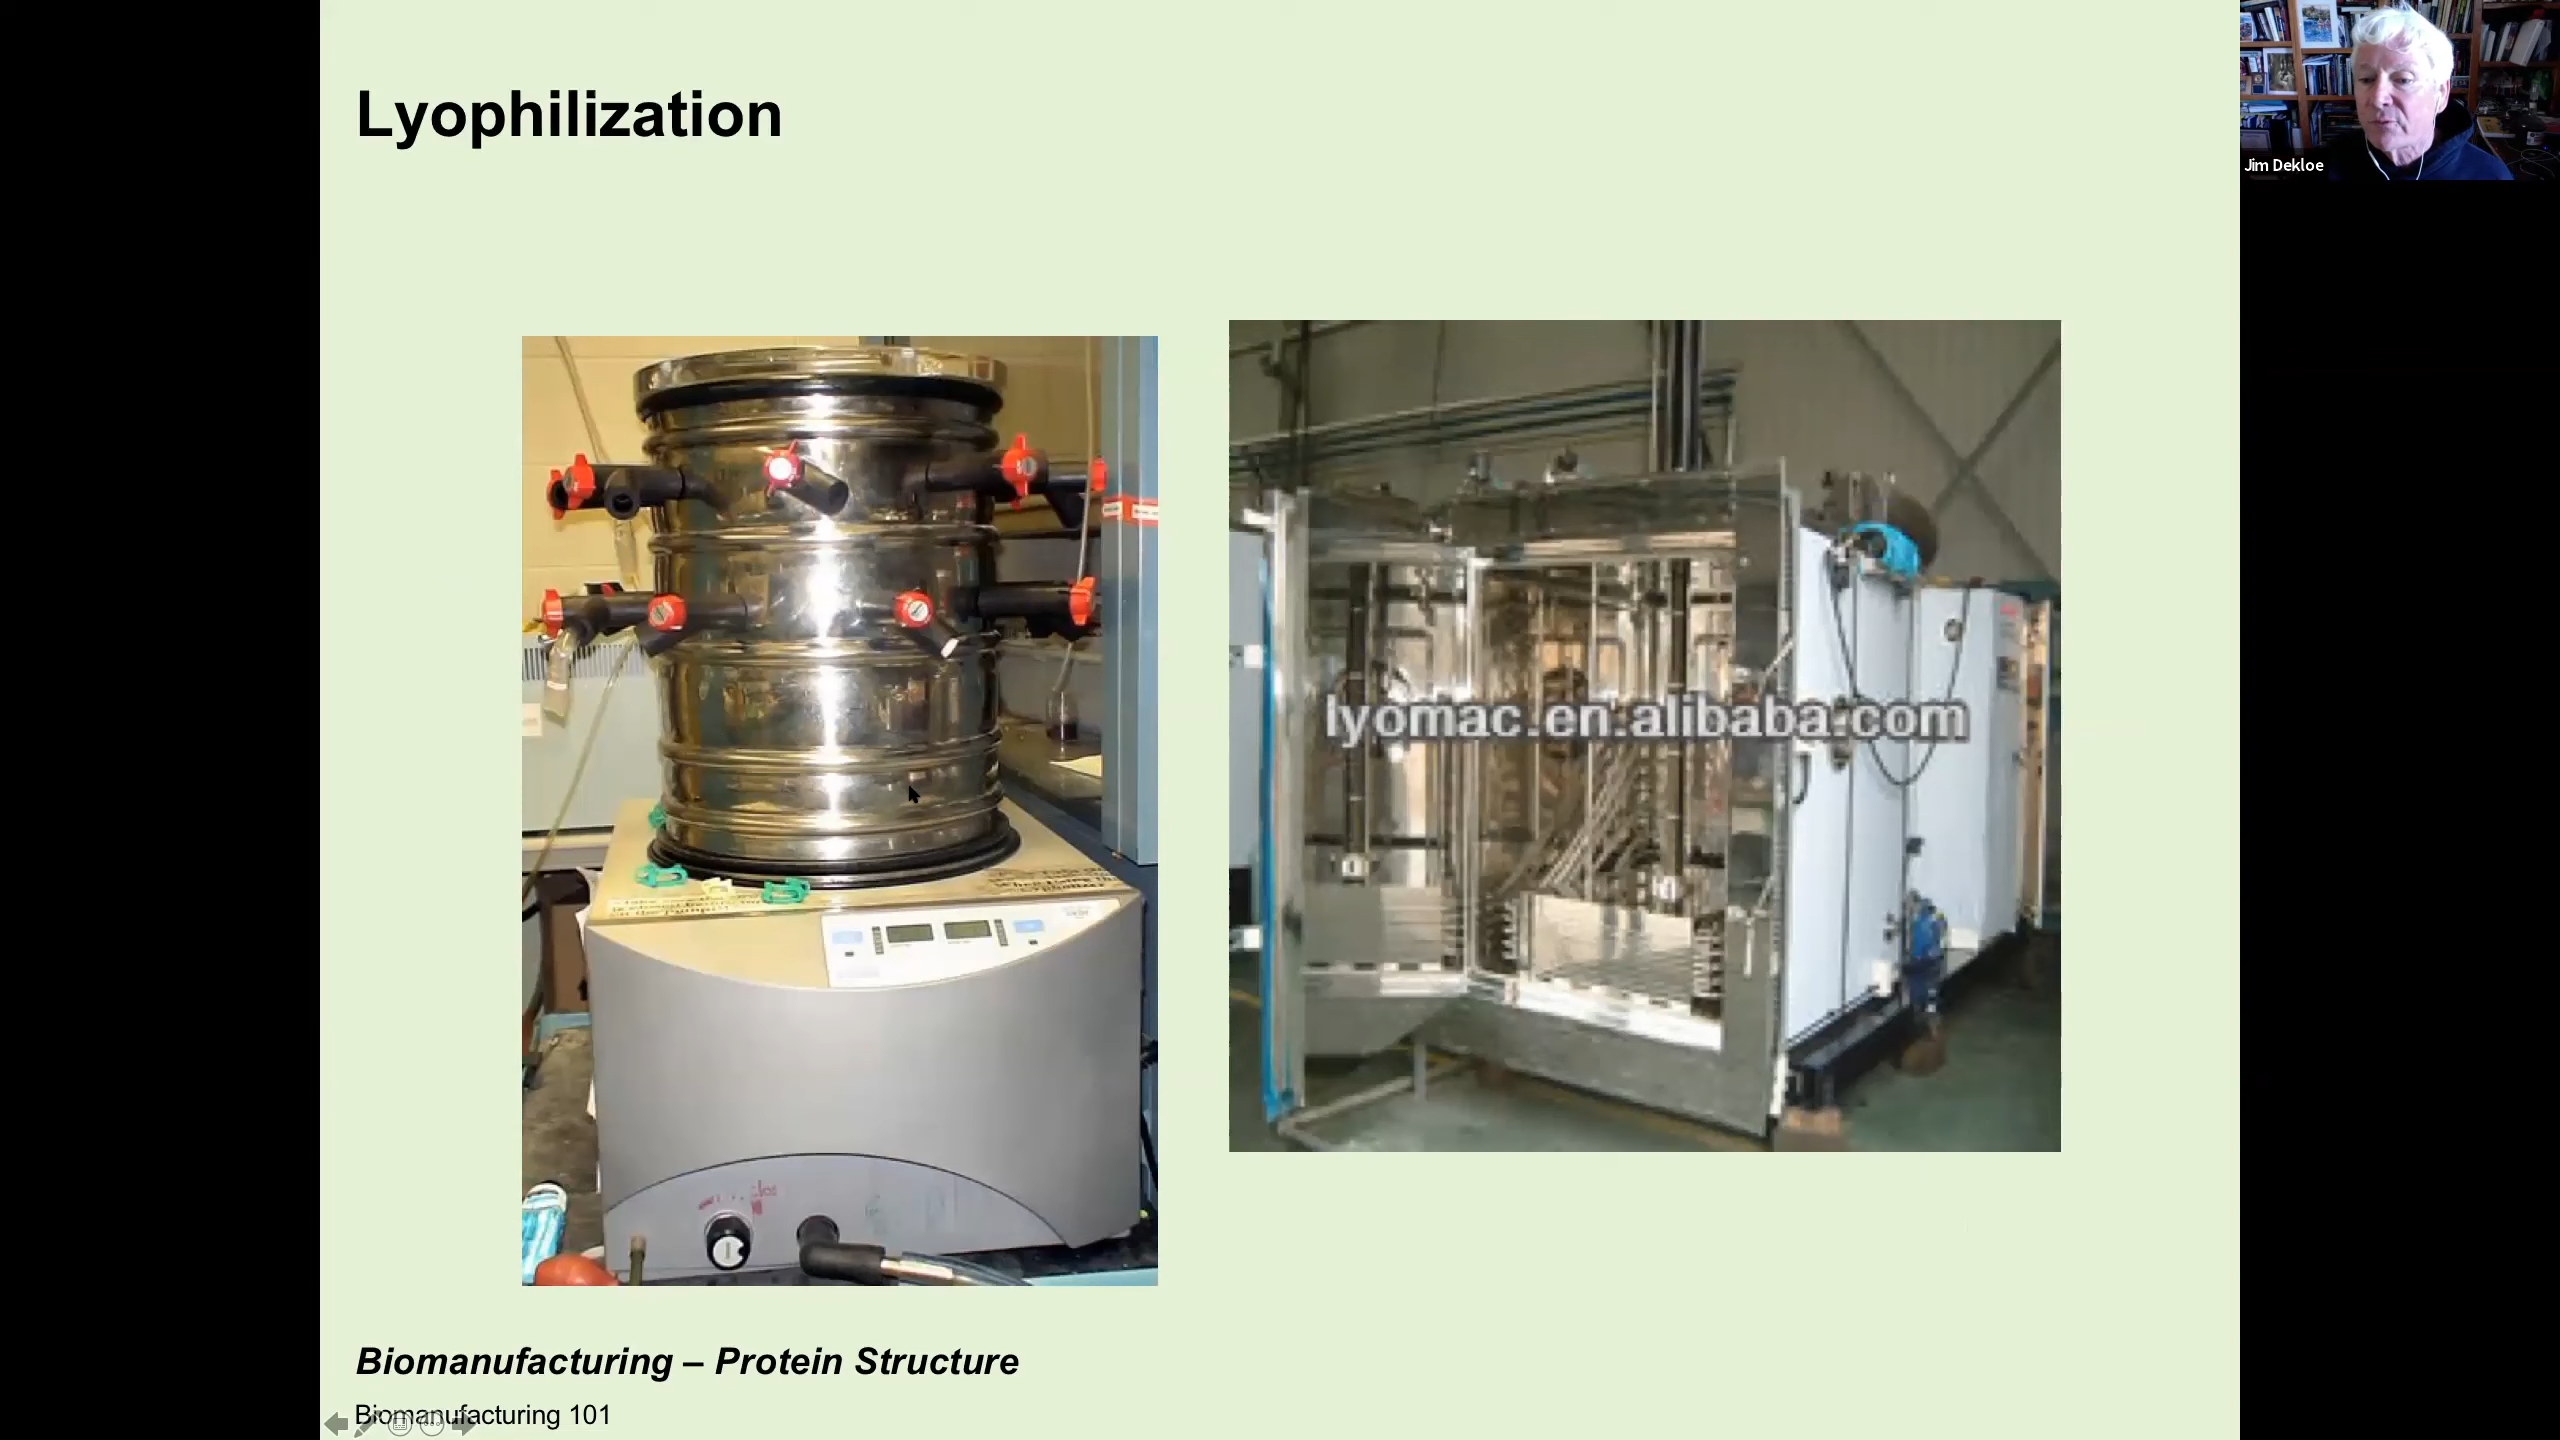 Lyophilization
Jim Dekloe
lyomac.en.alibaba.com
Biomanufacturing – Protein Structure
Biomanufacturing 101